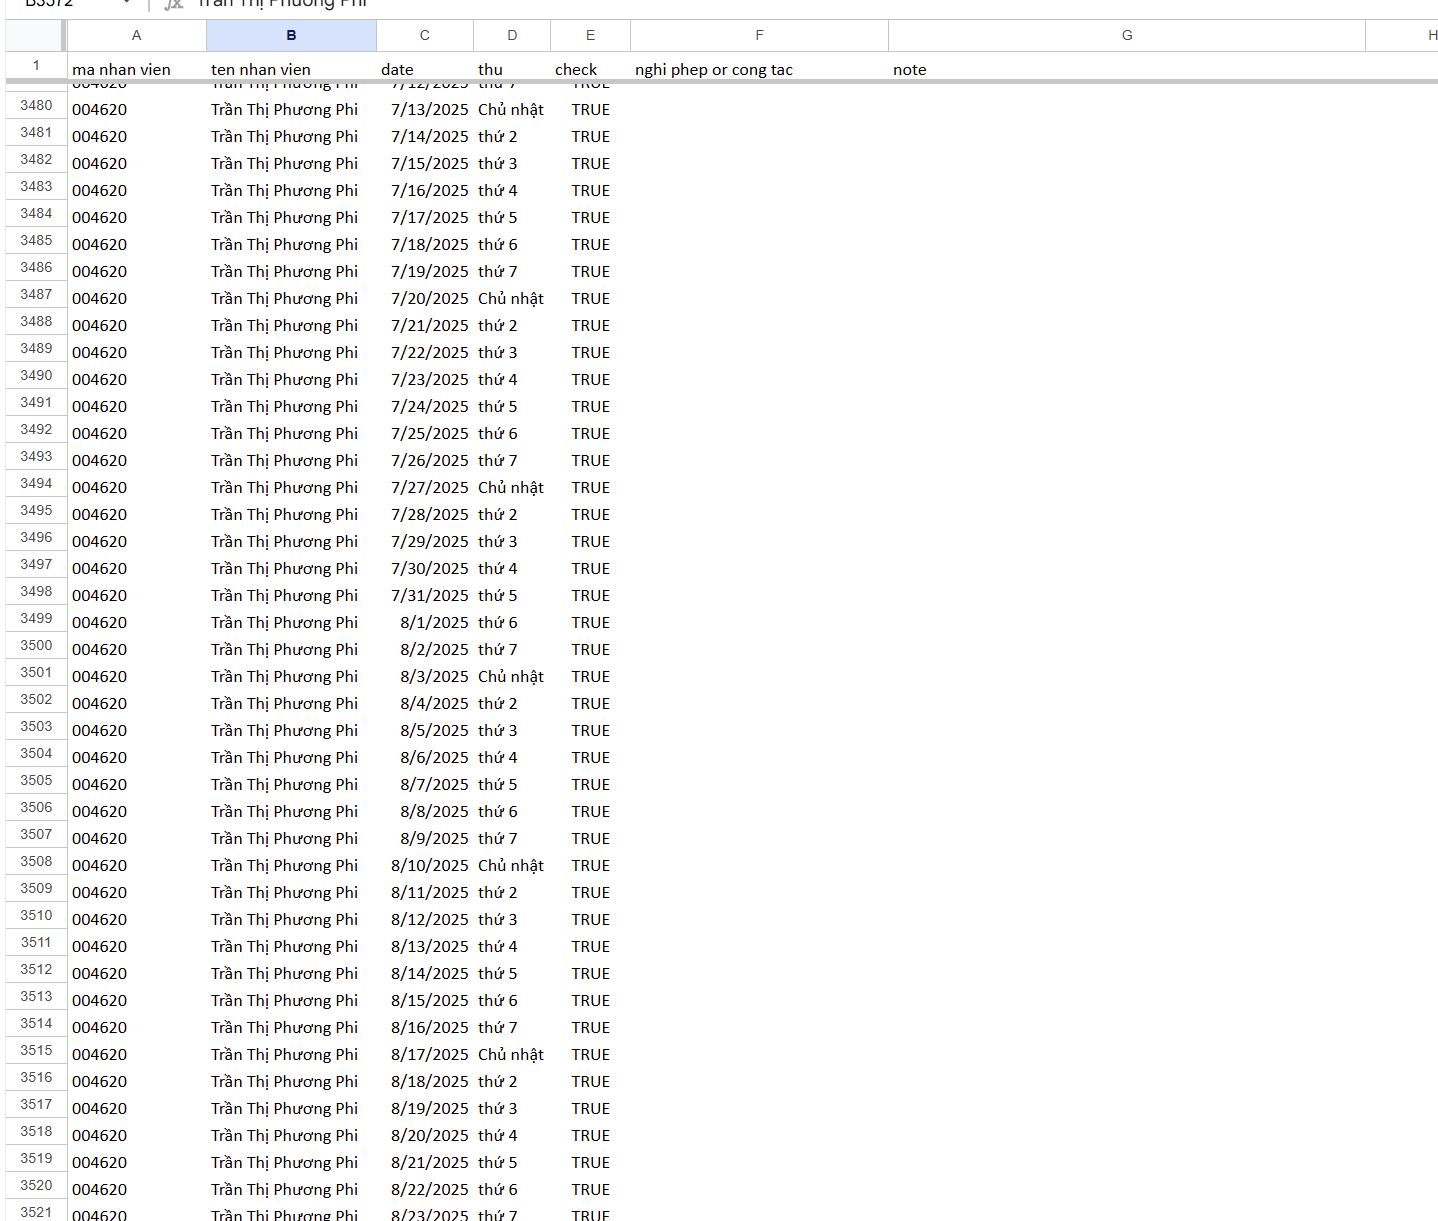 B3572 Trần Thị Phương Phi
A B C D E F G H
1 ma nhan vien ten nhan vien date thu check nghi phep or cong tac note
004620 Trần Thị Phương Phi 7/12/2025 thứ 7 TRUE
3480 004620 Trần Thị Phương Phi 7/13/2025 Chủ nhật TRUE
3481 004620 Trần Thị Phương Phi 7/14/2025 thứ 2 TRUE
3482 004620 Trần Thị Phương Phi 7/15/2025 thứ 3 TRUE
3483 004620 Trần Thị Phương Phi 7/16/2025 thứ 4 TRUE
3484 004620 Trần Thị Phương Phi 7/17/2025 thứ 5 TRUE
3485 004620 Trần Thị Phương Phi 7/18/2025 thứ 6 TRUE
3486 004620 Trần Thị Phương Phi 7/19/2025 thứ 7 TRUE
3487 004620 Trần Thị Phương Phi 7/20/2025 Chủ nhật TRUE
3488 004620 Trần Thị Phương Phi 7/21/2025 thứ 2 TRUE
3489 004620 Trần Thị Phương Phi 7/22/2025 thứ 3 TRUE
3490 004620 Trần Thị Phương Phi 7/23/2025 thứ 4 TRUE
3491 004620 Trần Thị Phương Phi 7/24/2025 thứ 5 TRUE
3492 004620 Trần Thị Phương Phi 7/25/2025 thứ 6 TRUE
3493 004620 Trần Thị Phương Phi 7/26/2025 thứ 7 TRUE
3494 004620 Trần Thị Phương Phi 7/27/2025 Chủ nhật TRUE
3495 004620 Trần Thị Phương Phi 7/28/2025 thứ 2 TRUE
3496 004620 Trần Thị Phương Phi 7/29/2025 thứ 3 TRUE
3497 004620 Trần Thị Phương Phi 7/30/2025 thứ 4 TRUE
3498 004620 Trần Thị Phương Phi 7/31/2025 thứ 5 TRUE
3499 004620 Trần Thị Phương Phi 8/1/2025 thứ 6 TRUE
3500 004620 Trần Thị Phương Phi 8/2/2025 thứ 7 TRUE
3501 004620 Trần Thị Phương Phi 8/3/2025 Chủ nhật TRUE
3502 004620 Trần Thị Phương Phi 8/4/2025 thứ 2 TRUE
3503 004620 Trần Thị Phương Phi 8/5/2025 thứ 3 TRUE
3504 004620 Trần Thị Phương Phi 8/6/2025 thứ 4 TRUE
3505 004620 Trần Thị Phương Phi 8/7/2025 thứ 5 TRUE
3506 004620 Trần Thị Phương Phi 8/8/2025 thứ 6 TRUE
3507 004620 Trần Thị Phương Phi 8/9/2025 thứ 7 TRUE
3508 004620 Trần Thị Phương Phi 8/10/2025 Chủ nhật TRUE
3509 004620 Trần Thị Phương Phi 8/11/2025 thứ 2 TRUE
3510 004620 Trần Thị Phương Phi 8/12/2025 thứ 3 TRUE
3511 004620 Trần Thị Phương Phi 8/13/2025 thứ 4 TRUE
3512 004620 Trần Thị Phương Phi 8/14/2025 thứ 5 TRUE
3513 004620 Trần Thị Phương Phi 8/15/2025 thứ 6 TRUE
3514 004620 Trần Thị Phương Phi 8/16/2025 thứ 7 TRUE
3515 004620 Trần Thị Phương Phi 8/17/2025 Chủ nhật TRUE
3516 004620 Trần Thị Phương Phi 8/18/2025 thứ 2 TRUE
3517 004620 Trần Thị Phương Phi 8/19/2025 thứ 3 TRUE
3518 004620 Trần Thị Phương Phi 8/20/2025 thứ 4 TRUE
3519 004620 Trần Thị Phương Phi 8/21/2025 thứ 5 TRUE
3520 004620 Trần Thị Phương Phi 8/22/2025 thứ 6 TRUE
3521 004620 Trần Thị Phương Phi 8/23/2025 thứ 7 TRUE